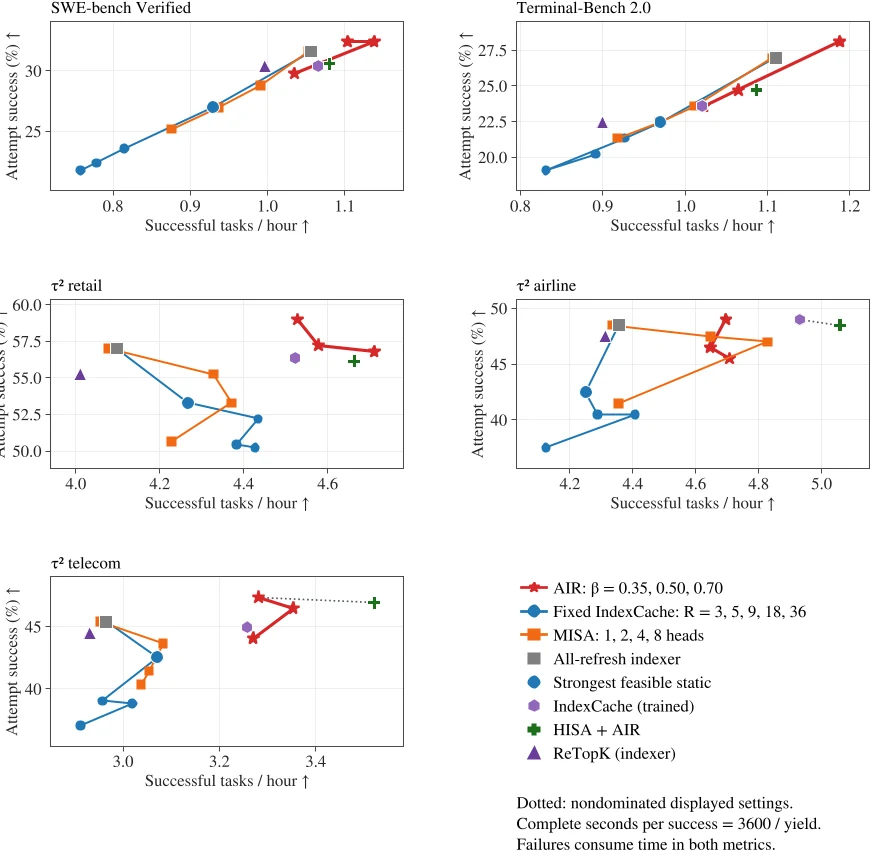 SWE-bench Verified
Attempt success (%) ↑
30
25
0.8 0.9 1.0 1.1
Successful tasks / hour ↑
Terminal-Bench 2.0
Attempt success (%) ↑
27.5
25.0
22.5
20.0
0.8 0.9 1.0 1.1 1.2
Successful tasks / hour ↑
τ² retail
Attempt success (%) ↑
60.0
57.5
55.0
52.5
50.0
4.0 4.2 4.4 4.6
Successful tasks / hour ↑
τ² airline
Attempt success (%) ↑
50
45
40
4.2 4.4 4.6 4.8 5.0
Successful tasks / hour ↑
τ² telecom
Attempt success (%) ↑
45
40
3.0 3.2 3.4
Successful tasks / hour ↑
AIR: β = 0.35, 0.50, 0.70
Fixed IndexCache: R = 3, 5, 9, 18, 36
MISA: 1, 2, 4, 8 heads
All-refresh indexer
Strongest feasible static
IndexCache (trained)
HISA + AIR
ReTopK (indexer)
Dotted: nondominated displayed settings.
Complete seconds per success = 3600 / yield.
Failures consume time in both metrics.